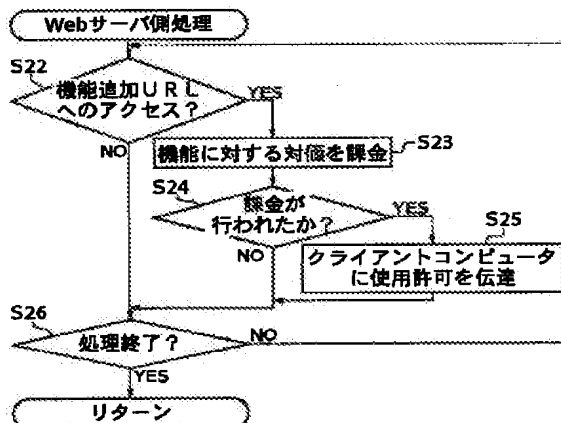 Webサーバ側処理
S22
機能追加URL
へのアクセス？
YES
NO
機能に対する対価を課金
S23
S24
課金が
行われたか？
YES
NO
S25
クライアントコンピュータ
に使用許可を伝達
S26
処理終了？
NO
YES
リターン